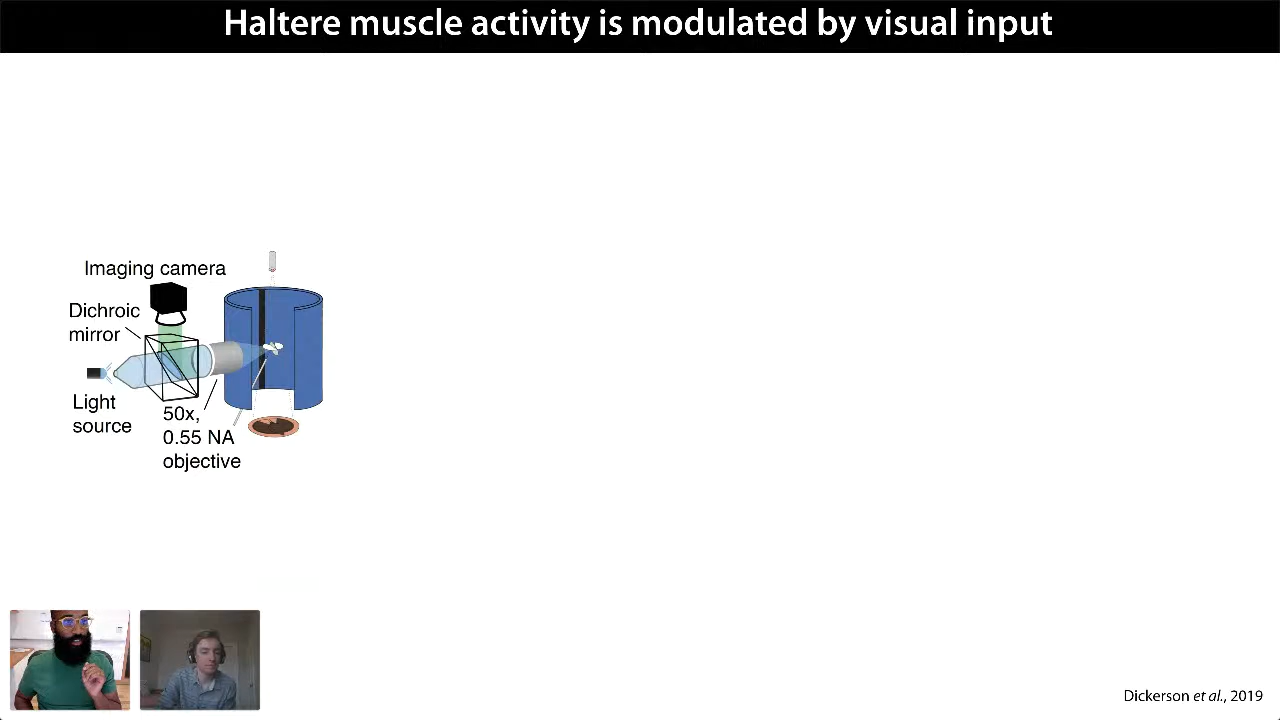 Haltere muscle activity is modulated by visual input
Imaging camera
Dichroic
mirror
Light
source
50x,
0.55 NA
objective
Dickerson et al., 2019